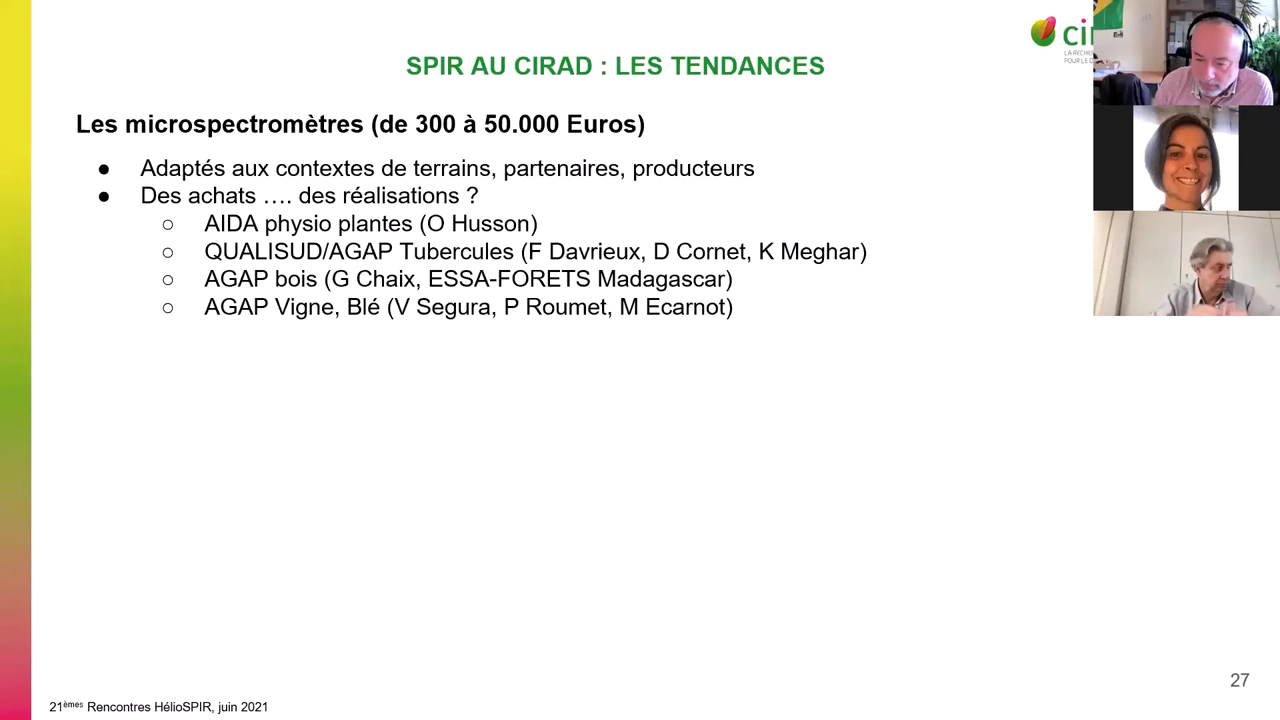 SPIR AU CIRAD : LES TENDANCES
Les microspectromètres (de 300 à 50.000 Euros)
● Adaptés aux contextes de terrains, partenaires, producteurs
● Des achats …. des réalisations ?
○ AIDA physio plantes (O Husson)
○ QUALISUD/AGAP Tubercules (F Davrieux, D Cornet, K Meghar)
○ AGAP bois (G Chaix, ESSA-FORETS Madagascar)
○ AGAP Vigne, Blé (V Segura, P Roumet, M Ecarnot)
27
21èmes Rencontres HélioSPIR, juin 2021